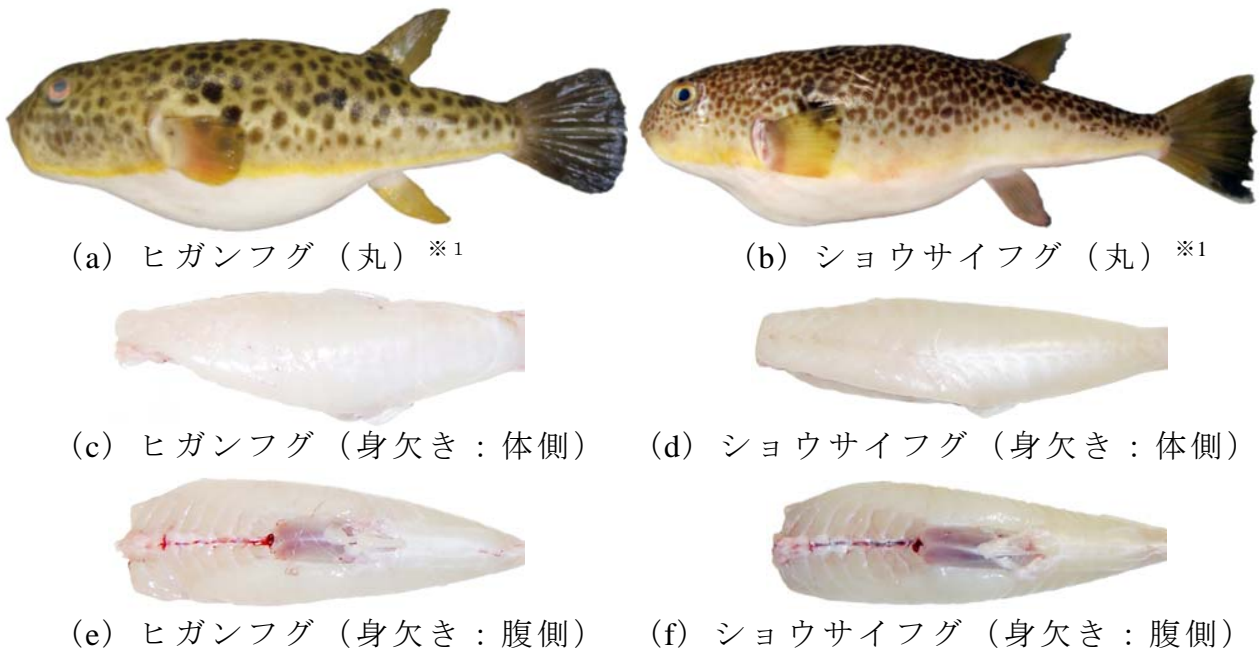 (a) ヒガンフグ（丸）※1
(b) ショウサイフグ（丸）※1
(c) ヒガンフグ（身欠き：体側）
(d) ショウサイフグ（身欠き：体側）
(e) ヒガンフグ（身欠き：腹側）
(f) ショウサイフグ（身欠き：腹側）